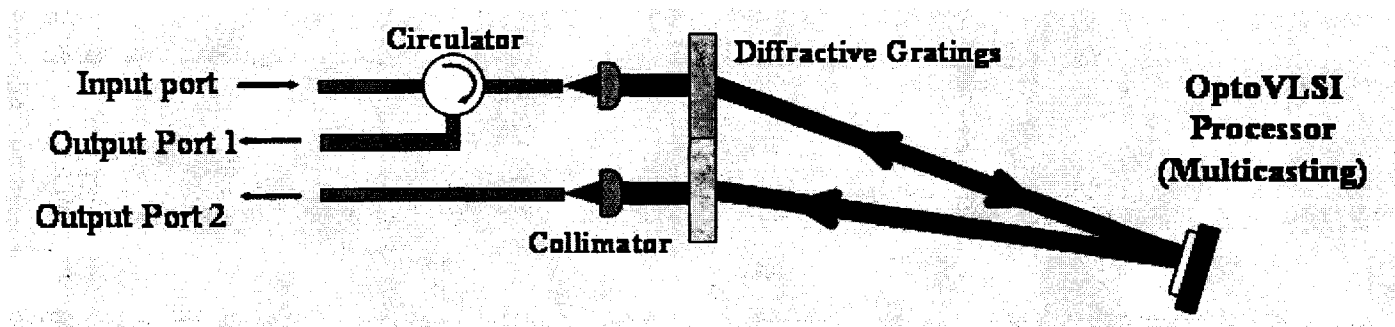 Circulator
Diffractive Gratings
Input port
OptoVLSI
Processor
(Multicasting)
Output Port 1
Output Port 2
Collimator